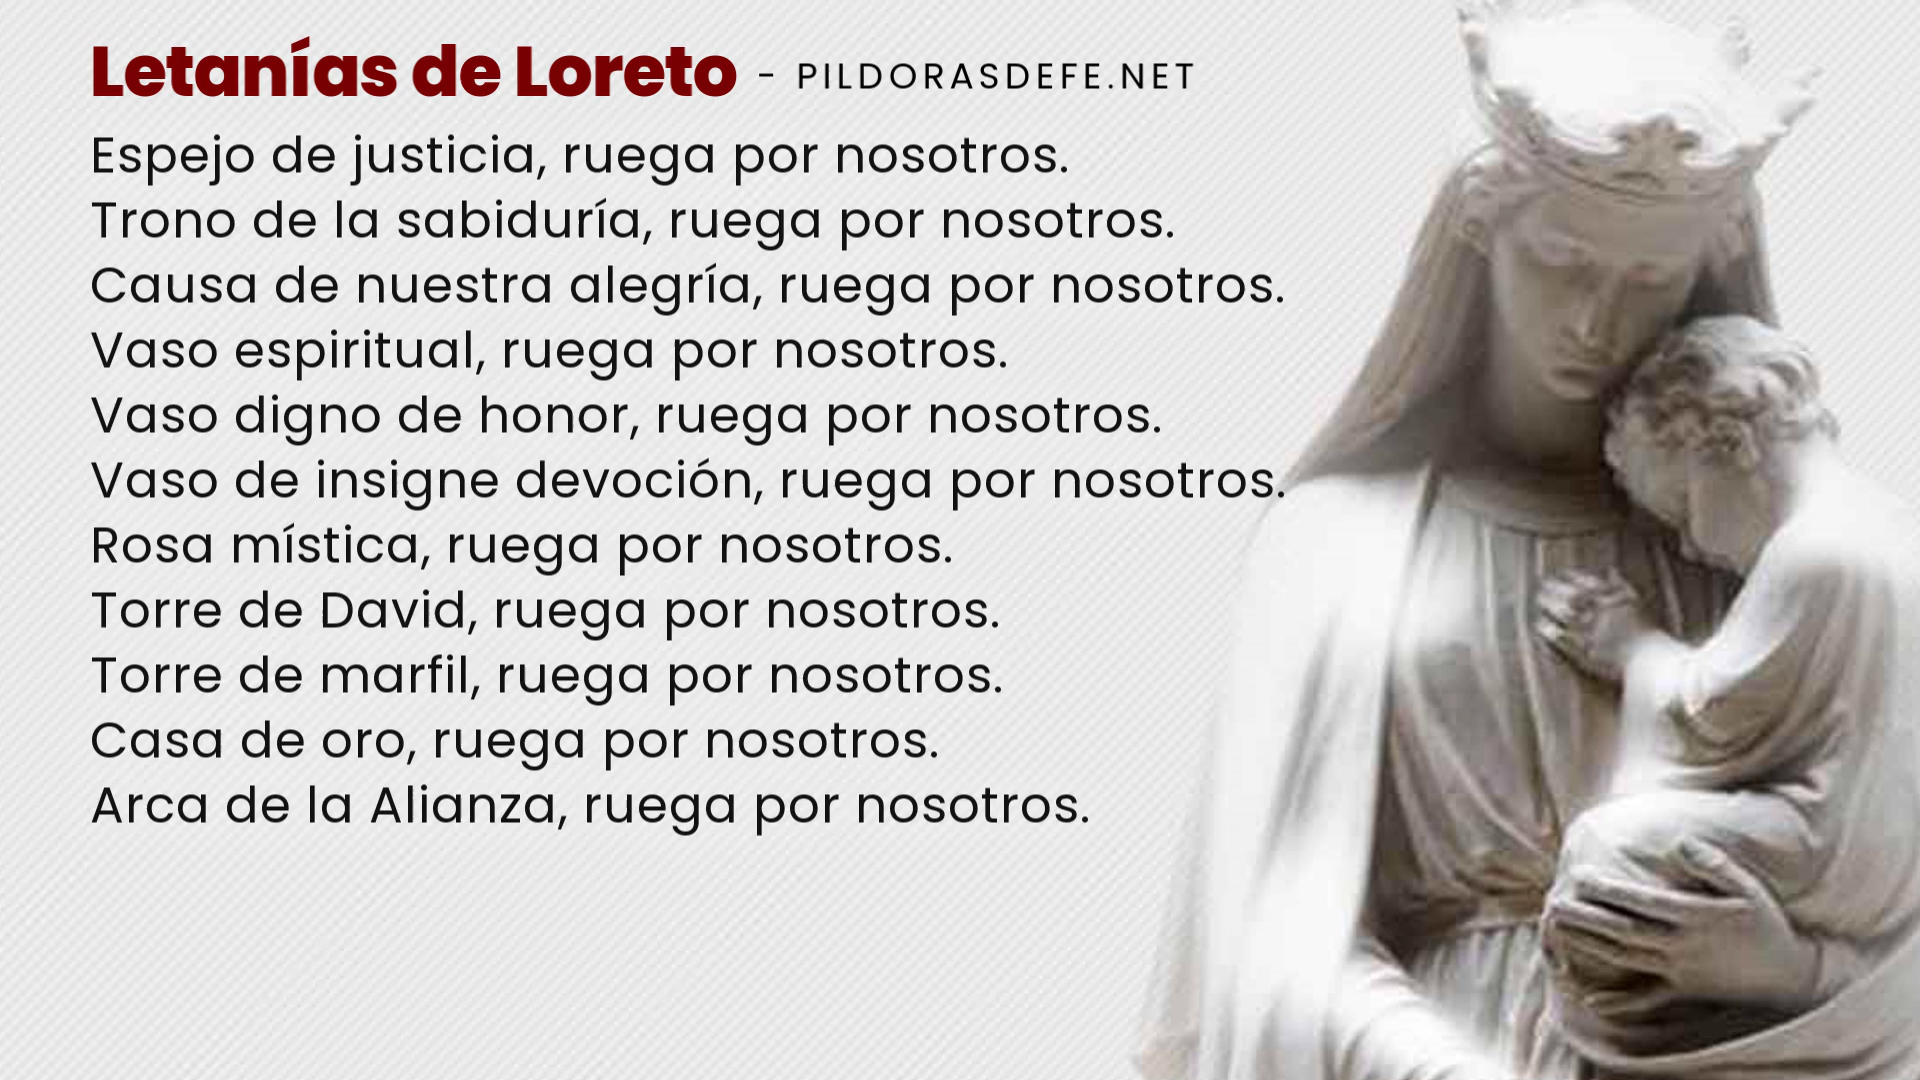 Letanías de Loreto - PILDORASDEFE.NET
Espejo de justicia, ruega por nosotros.
Trono de la sabiduría, ruega por nosotros.
Causa de nuestra alegría, ruega por nosotros.
Vaso espiritual, ruega por nosotros.
Vaso digno de honor, ruega por nosotros.
Vaso de insigne devoción, ruega por nosotros.
Rosa mística, ruega por nosotros.
Torre de David, ruega por nosotros.
Torre de marfil, ruega por nosotros.
Casa de oro, ruega por nosotros.
Arca de la Alianza, ruega por nosotros.